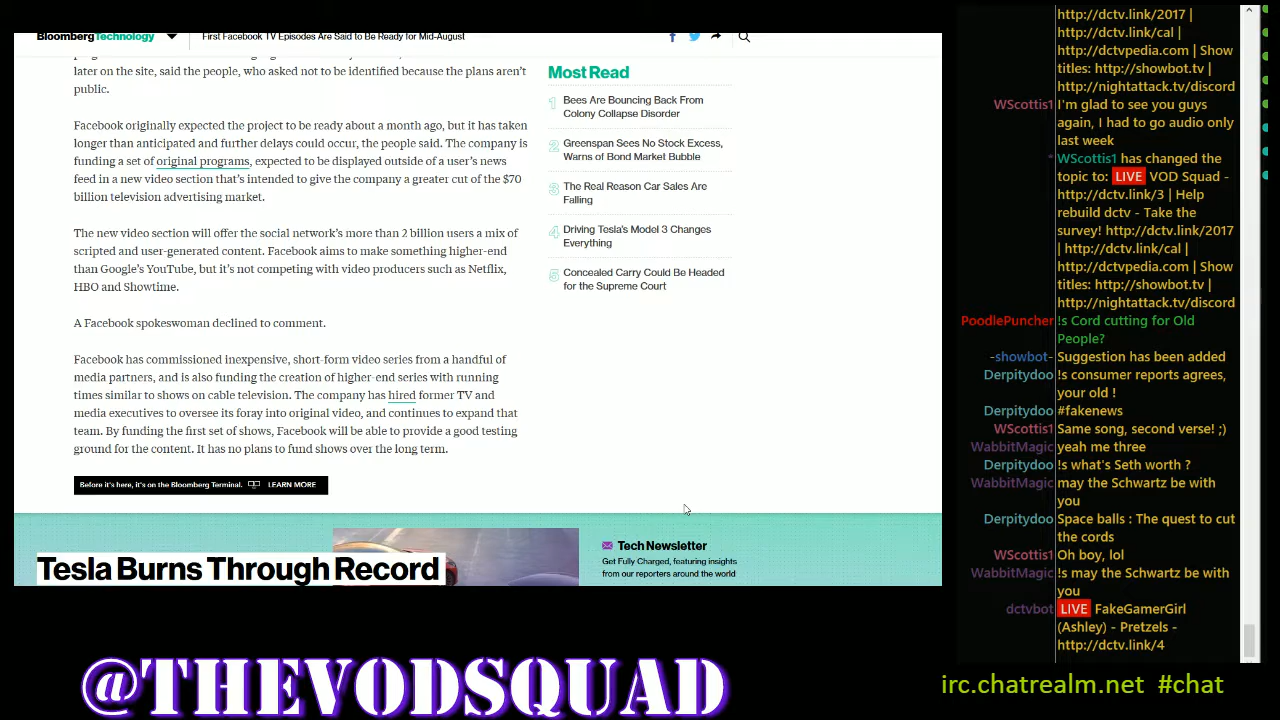 BloombergTechnology
First Facebook TV Episodes Are Said to Be Ready for Mid-August
later on the site, said the people, who asked not to be identified because the plans aren't
public.
Facebook originally expected the project to be ready about a month ago, but it has taken
longer than anticipated and further delays could occur, the people said. The company is
funding a set of original programs, expected to be displayed outside of a user's news
feed in a new video section that's intended to give the company a greater cut of the $70
billion television advertising market.
The new video section will offer the social network's more than 2 billion users a mix of
scripted and user-generated content. Facebook aims to make something higher-end
than Google's YouTube, but it's not competing with video producers such as Netflix,
HBO and Showtime.
A Facebook spokeswoman declined to comment.
Facebook has commissioned inexpensive, short-form video series from a handful of
media partners, and is also funding the creation of higher-end series with running
times similar to shows on cable television. The company has hired former TV and
media executives to oversee its foray into original video, and continues to expand that
team. By funding the first set of shows, Facebook will be able to provide a good testing
ground for the content. It has no plans to fund shows over the long term.
Before it's here, it's on the Bloomberg Terminal. LEARN MORE
Most Read
1 Bees Are Bouncing Back From
Colony Collapse Disorder
2 Greenspan Sees No Stock Excess,
Warns of Bond Market Bubble
3 The Real Reason Car Sales Are
Falling
4 Driving Tesla's Model 3 Changes
Everything
5 Concealed Carry Could Be Headed
for the Supreme Court
Tesla Burns Through Record
Tech Newsletter
Get Fully Charged, featuring insights
from our reporters around the world
http://dctv.link/2017 |
http://dctv.link/cal |
http://dctvpedia.com | Show
titles: http://showbot.tv |
http://nightattack.tv/discord
WScottis1 I'm glad to see you guys
again, I had to go audio only
last week
* WScottis1 has changed the
topic to: LIVE VOD Squad -
http://dctv.link/3 | Help
rebuild dctv - Take the
survey! http://dctv.link/2017
| http://dctv.link/cal |
http://dctvpedia.com | Show
titles: http://showbot.tv |
http://nightattack.tv/discord
PoodlePuncher !s Cord cutting for Old
People?
-showbot- Suggestion has been added
Derpitydoo !s consumer reports agrees,
your old !
Derpitydoo #fakenews
WScottis1 Same song, second verse! ;)
WabbitMagic yeah me three
Derpitydoo !s what's Seth worth ?
WabbitMagic may the Schwartz be with
you
Derpitydoo Space balls : The quest to cut
the cords
WScottis1 Oh boy, lol
WabbitMagic !s may the Schwartz be with
you
dctvbot LIVE FakeGamerGirl
(Ashley) - Pretzels -
http://dctv.link/4
@THEVODSQUAD
irc.chatrealm.net #chat